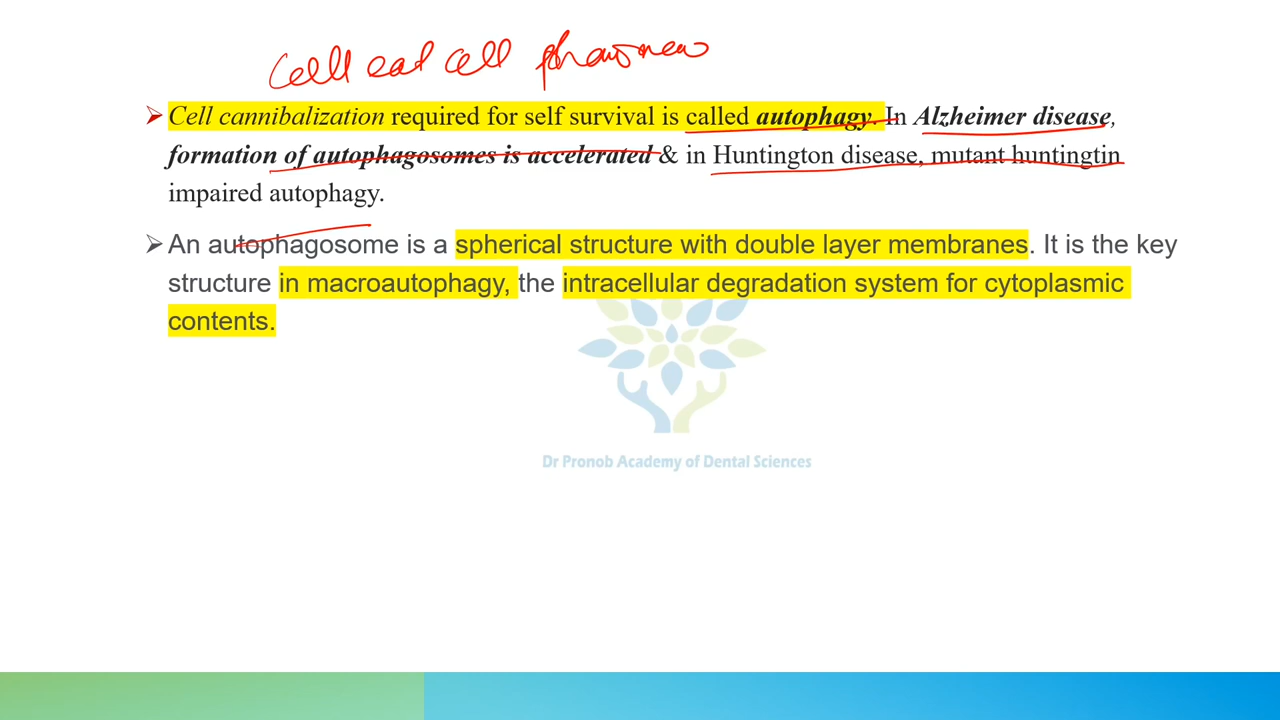 Cell eat cell
➤ Cell cannibalization required for self survival is called autophagy. In Alzheimer disease,
formation of autophagosomes is accelerated & in Huntington disease, mutant huntingtin
impaired autophagy.
➤ An autophagosome is a spherical structure with double layer membranes. It is the key
structure in macroautophagy, the intracellular degradation system for cytoplasmic
contents.
Dr Pronob Academy of Dental Sciences